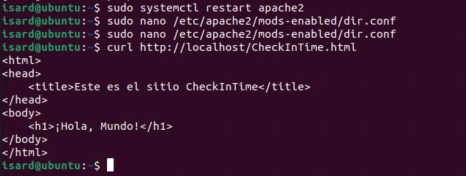 isard@ubuntu:~$ sudo systemctl restart apache2
isard@ubuntu:~$ sudo nano /etc/apache2/mods-enabled/dir.conf
isard@ubuntu:~$ sudo nano /etc/apache2/mods-enabled/dir.conf
isard@ubuntu:~$ curl http://localhost/CheckInTime.html
<html>
<head>
    <title>Este es el sitio CheckInTime</title>
</head>
<body>
    <h1>¡Hola, Mundo!</h1>
</body>
</html>
isard@ubuntu:~$